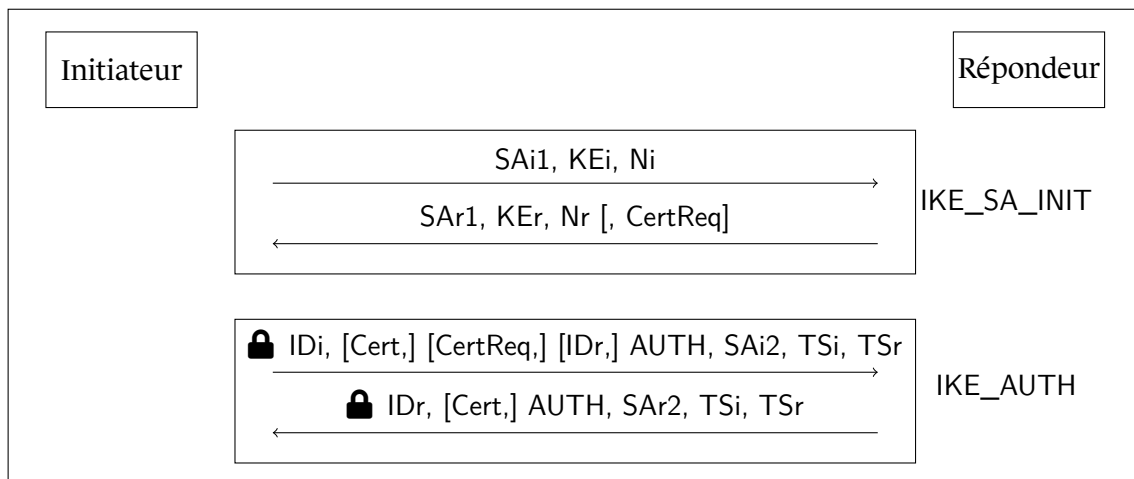 Initiateur
Répondeur
SAi1, KEi, Ni
SAr1, KEr, Nr [, CertReq]
IKE_SA_INIT
IDi, [Cert,] [CertReq,] [IDr,] AUTH, SAi2, TSi, TSr
IDr, [Cert,] AUTH, SAr2, TSi, TSr
IKE_AUTH